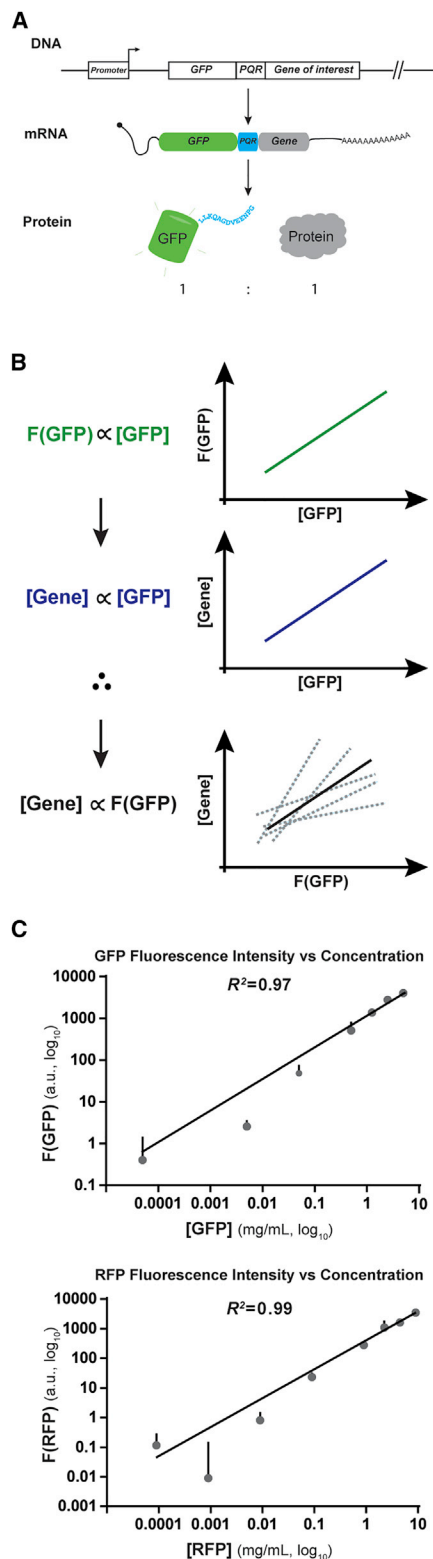 A
DNA
Promoter
GFP
PQR
Gene of interest
mRNA
GFP
PQR
Gene
AAAAAAAAAAAA
Protein
GFP
Protein
1 : 1
B
F(GFP) ∝ [GFP]
F(GFP)
[GFP]
[Gene] ∝ [GFP]
[Gene]
[GFP]
∴
[Gene] ∝ F(GFP)
[Gene]
F(GFP)
C
GFP Fluorescence Intensity vs Concentration
R²=0.97
F(GFP) (a.u., log₁₀)
10000
1000
100
10
1
0.1
0.0001 0.001 0.01 0.1 1 10
[GFP] (mg/mL, log₁₀)
RFP Fluorescence Intensity vs Concentration
R²=0.99
F(RFP) (a.u., log₁₀)
10000
1000
100
10
1
0.1
0.01
0.001
0.0001 0.001 0.01 0.1 1 10
[RFP] (mg/mL, log₁₀)